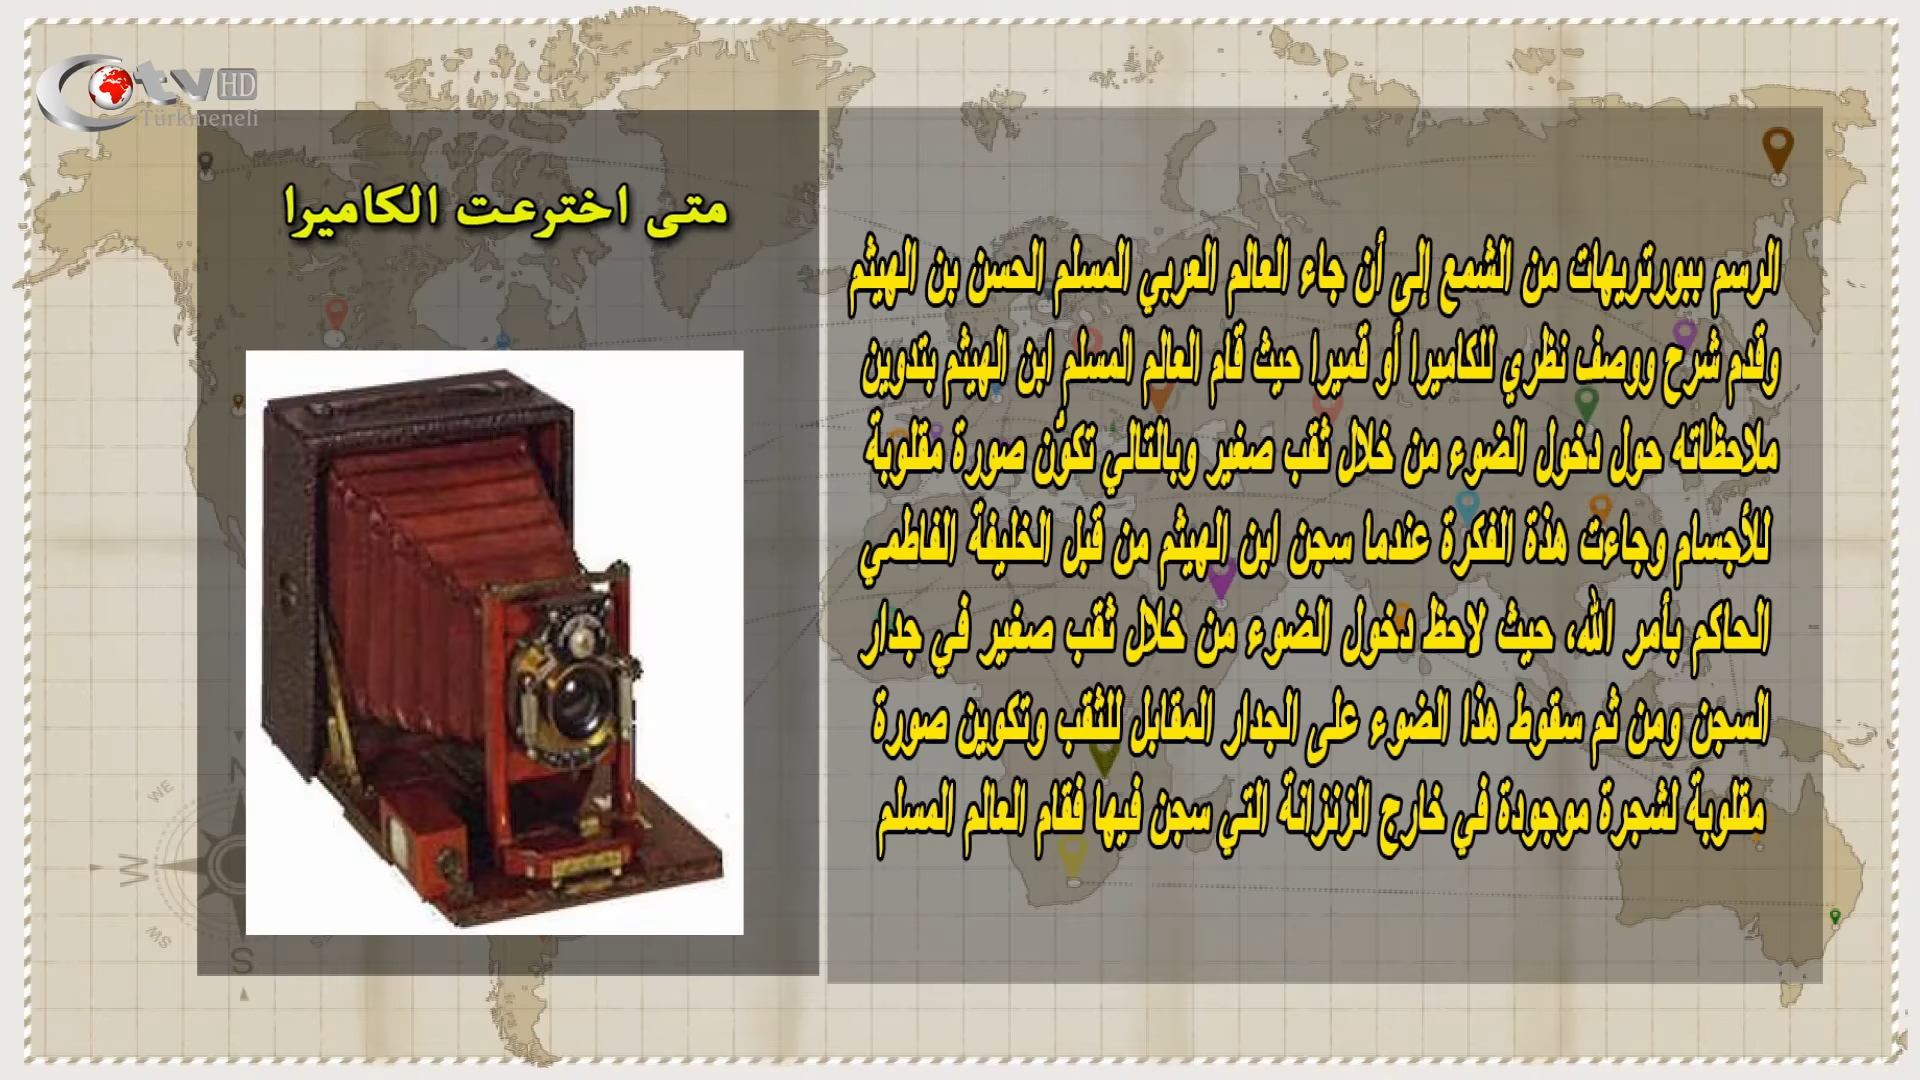 tv HD
Türkmeneli
متى اخترعت الكاميرا
الرسم ببورتريهات من الشمع إلى أن جاء العالم العربي المسلم الحسن بن الهيثم
وقدم شرح ووصف نظري للكاميرا أو قميرا حيث قام العالم المسلم ابن الهيثم بتدوين
ملاحظاته حول دخول الضوء من خلال ثقب صغير وبالتالي تكوّن صورة مقلوبة
للأجسام وجاءت هذة الفكرة عندما سجن ابن الهيثم من قبل الخليفة الفاطمي
الحاكم بأمر الله، حيث لاحظ دخول الضوء من خلال ثقب صغير في جدار
السجن ومن ثم سقوط هذا الضوء على الجدار المقابل للثقب وتكوين صورة
مقلوبة لشجرة موجودة في خارج الزنزانة التي سجن فيها فقام العالم المسلم
N
WE
W
SW
S